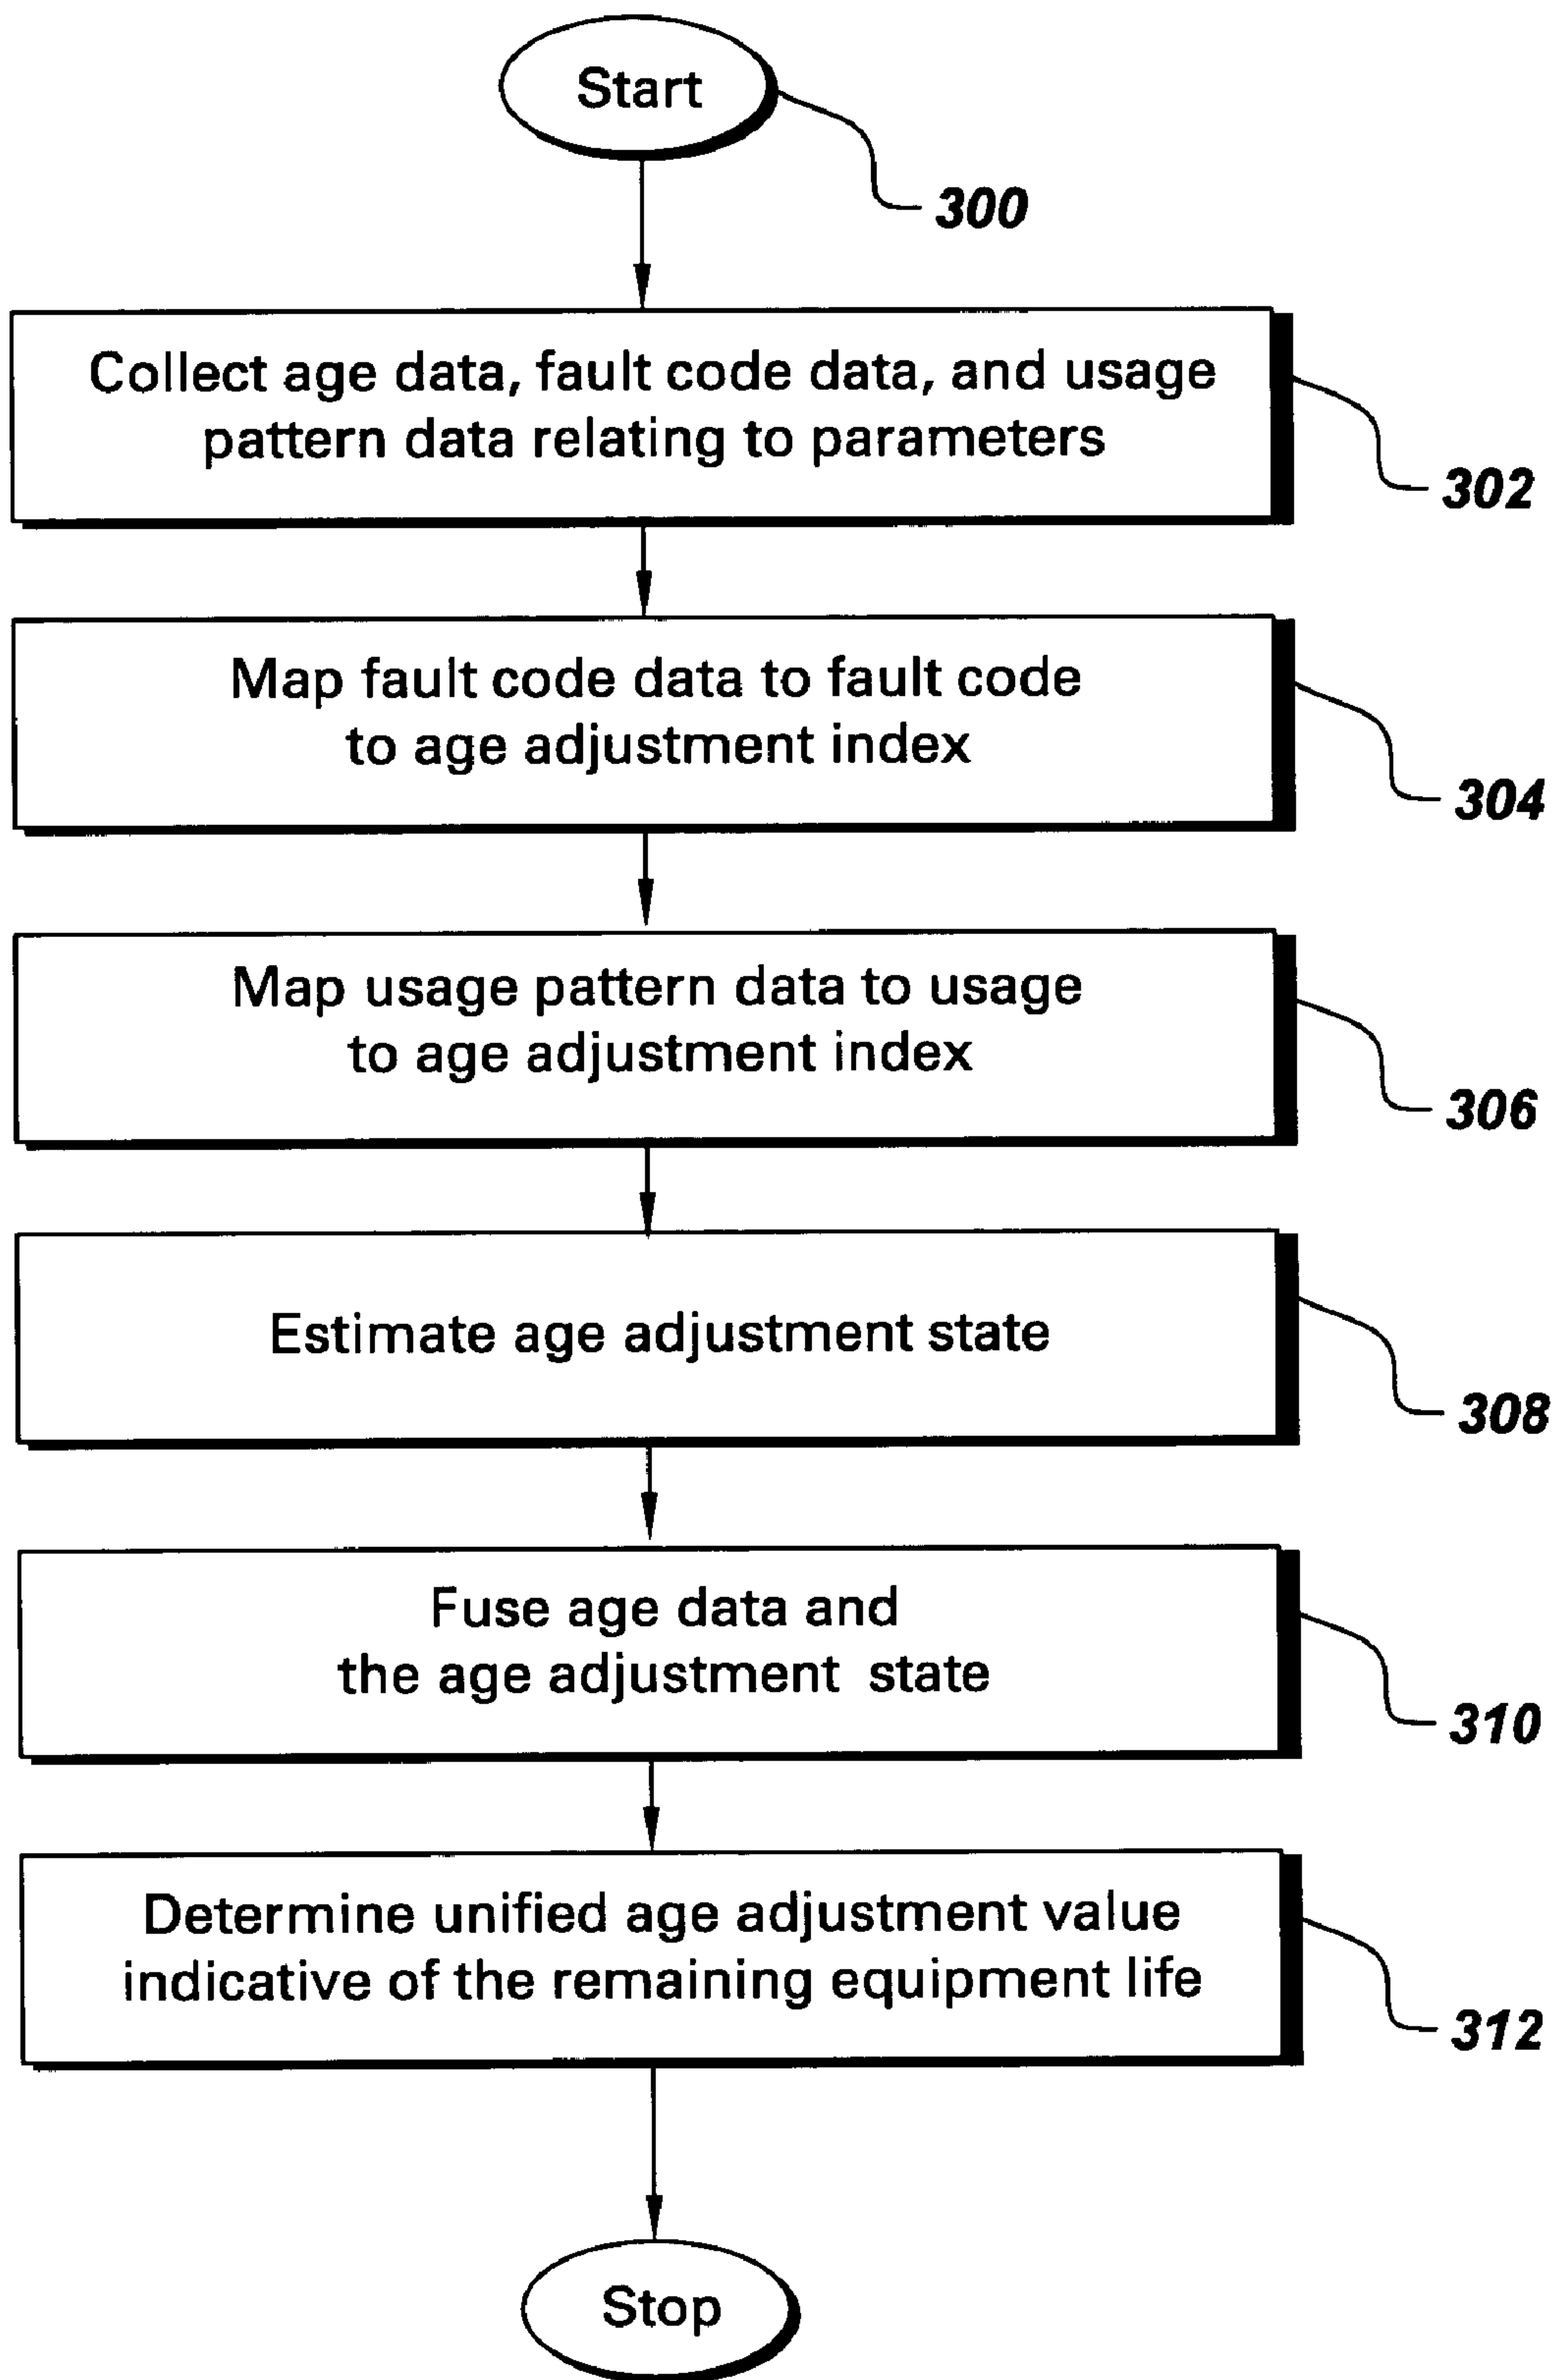 Start
300
Collect age data, fault code data, and usage
pattern data relating to parameters
302
Map fault code data to fault code
to age adjustment index
304
Map usage pattern data to usage
to age adjustment index
306
Estimate age adjustment state
308
Fuse age data and
the age adjustment state
310
Determine unified age adjustment value
indicative of the remaining equipment life
312
Stop